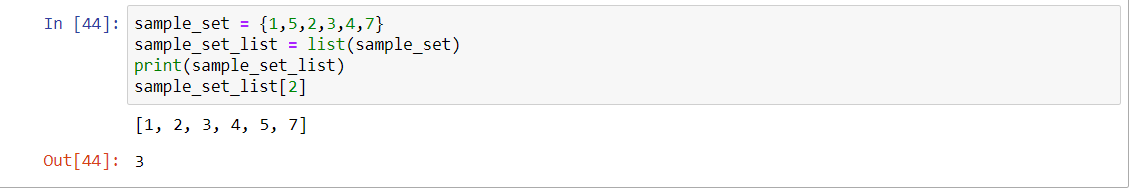 In [44]: sample_set = {1,5,2,3,4,7}
sample_set_list = list(sample_set)
print(sample_set_list)
sample_set_list[2]
[1, 2, 3, 4, 5, 7]
Out[44]: 3